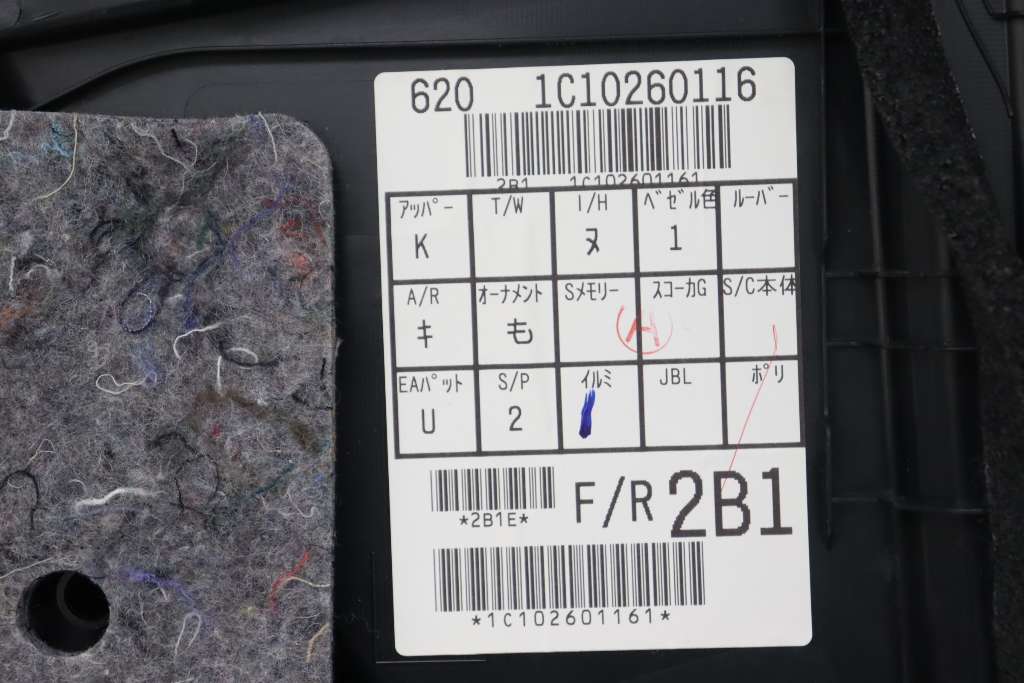 620 1C10260116
2B1 1C102601161
ｱｯﾊﾟｰ T/W I/H ﾍﾞｾﾞﾙ色 ﾙｰﾊﾞｰ
K ヌ 1
A/R ｵｰﾅﾒﾝﾄ Sﾒﾓﾘｰ ｽｺｰｶG S/C本体
キ も H
EAﾊﾟｯﾄ S/P ｲﾙﾐ JBL ﾎﾟﾘ
U 2
*2B1E* F/R 2B1
*1C102601161*